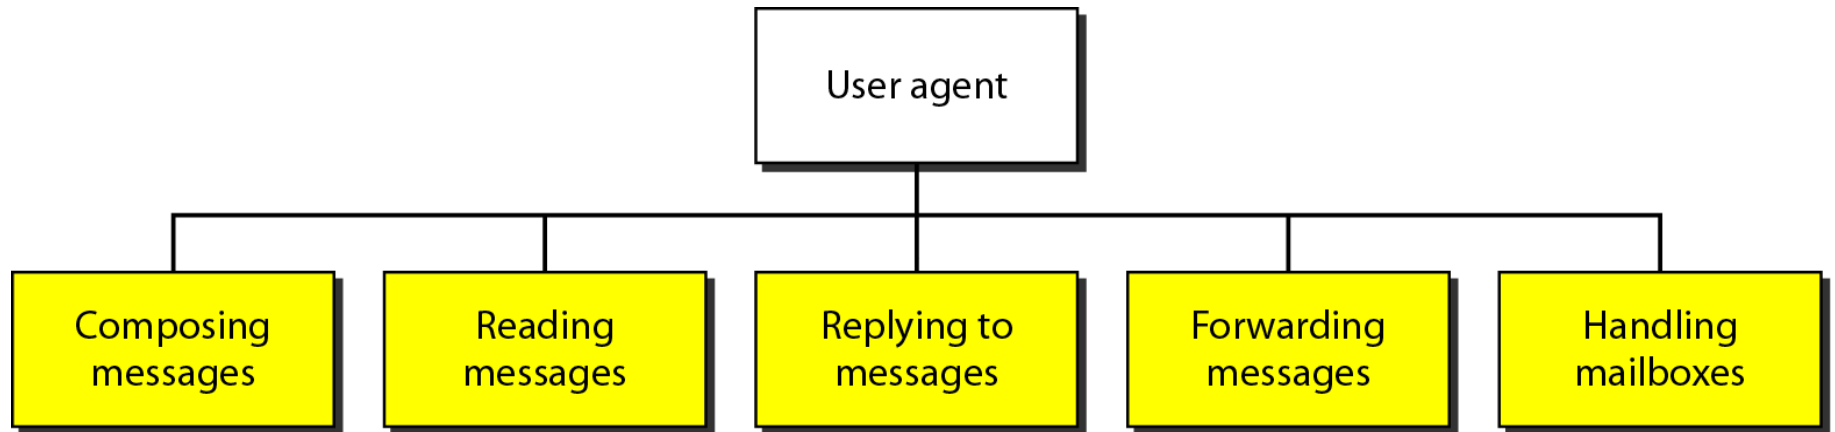 User agent
Composing
messages
Reading
messages
Replying to
messages
Forwarding
messages
Handling
mailboxes